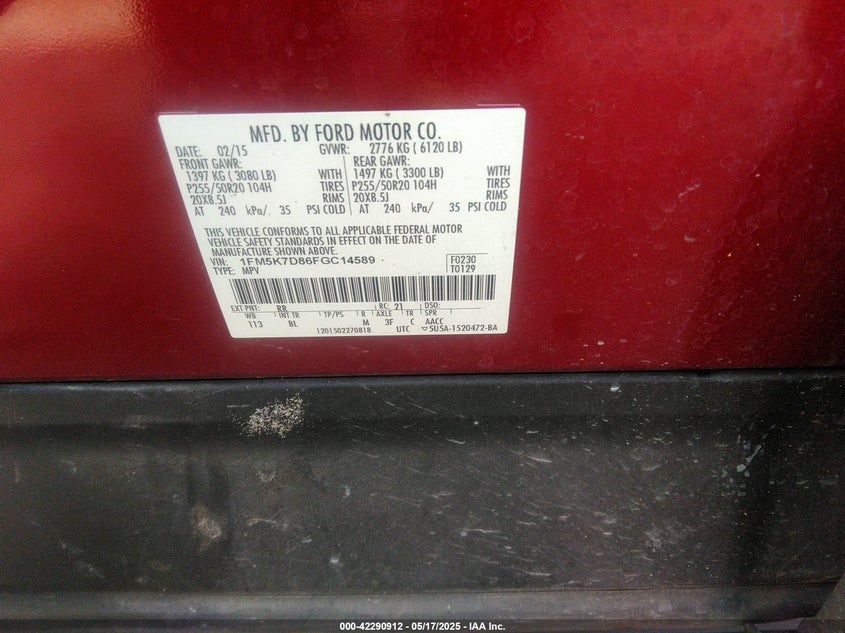 MFD. BY FORD MOTOR CO.
DATE: 02/15 GVWR: 2776 KG ( 6120 LB)
FRONT GAWR: REAR GAWR:
1397 KG ( 3080 LB) WITH 1497 KG ( 3300 LB) WITH
P255/50R20 104H TIRES P255/50R20 104H TIRES
20X8.5J RIMS 20X8.5J RIMS
AT 240 kPa/ 35 PSI COLD AT 240 kPa/ 35 PSI COLD
THIS VEHICLE CONFORMS TO ALL APPLICABLE FEDERAL MOTOR
VEHICLE SAFETY STANDARDS IN EFFECT ON THE DATE OF
MANUFACTURE SHOWN ABOVE.
VIN: 1FM5K7D86FGC14589 F0230
TYPE: MPV T0129
EXT PNT: RR RC: 21 DSO:
WB INT TR TP/PS R AXLE TR SPR
113 BL M 3F C AACC
1201502270818 UTC ▽5U5A-1520472-BA
000-42290912 - 05/17/2025 - IAA Inc.